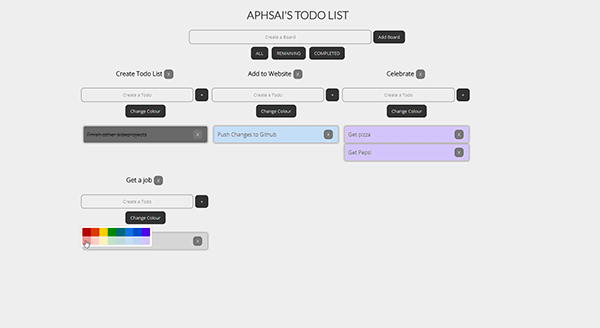 APHSAI'S TODO LIST
Create a Board
Add Board
ALL
REMAINING
COMPLETED
Create Todo List X
Add to Website X
Celebrate X
Create a Todo +
Create a Todo +
Create a Todo +
Change Colour
Change Colour
Change Colour
Finish other sideprojects X
Push Changes to Github X
Get pizza X
Get Pepsi X
Get a job X
Create a Todo +
Change Colour
X